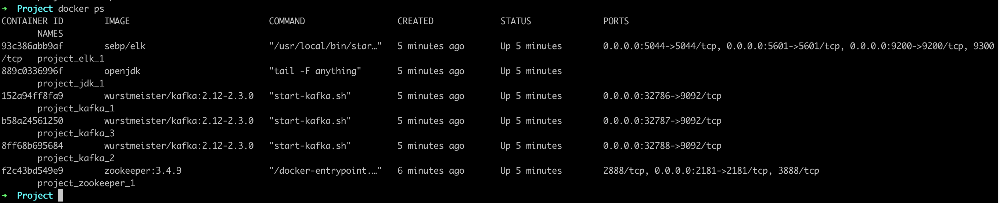 ➜  Project docker ps
CONTAINER ID        IMAGE                           COMMAND                  CREATED             STATUS              PORTS
       NAMES
93c386abb9af        sebp/elk                        "/usr/local/bin/star…"   5 minutes ago       Up 5 minutes        0.0.0.0:5044->5044/tcp, 0.0.0.0:5601->5601/tcp, 0.0.0.0:9200->9200/tcp, 9300
/tcp   project_elk_1
889c0336996f        openjdk                         "tail -F anything"       5 minutes ago       Up 5 minutes
       project_jdk_1
152a94ff8fa9        wurstmeister/kafka:2.12-2.3.0   "start-kafka.sh"         5 minutes ago       Up 5 minutes        0.0.0.0:32786->9092/tcp
       project_kafka_1
b58a24561250        wurstmeister/kafka:2.12-2.3.0   "start-kafka.sh"         5 minutes ago       Up 5 minutes        0.0.0.0:32787->9092/tcp
       project_kafka_3
8ff68b695684        wurstmeister/kafka:2.12-2.3.0   "start-kafka.sh"         5 minutes ago       Up 5 minutes        0.0.0.0:32788->9092/tcp
       project_kafka_2
f2c43bd549e9        zookeeper:3.4.9                 "/docker-entrypoint.…"   6 minutes ago       Up 5 minutes        2888/tcp, 0.0.0.0:2181->2181/tcp, 3888/tcp
       project_zookeeper_1
➜  Project